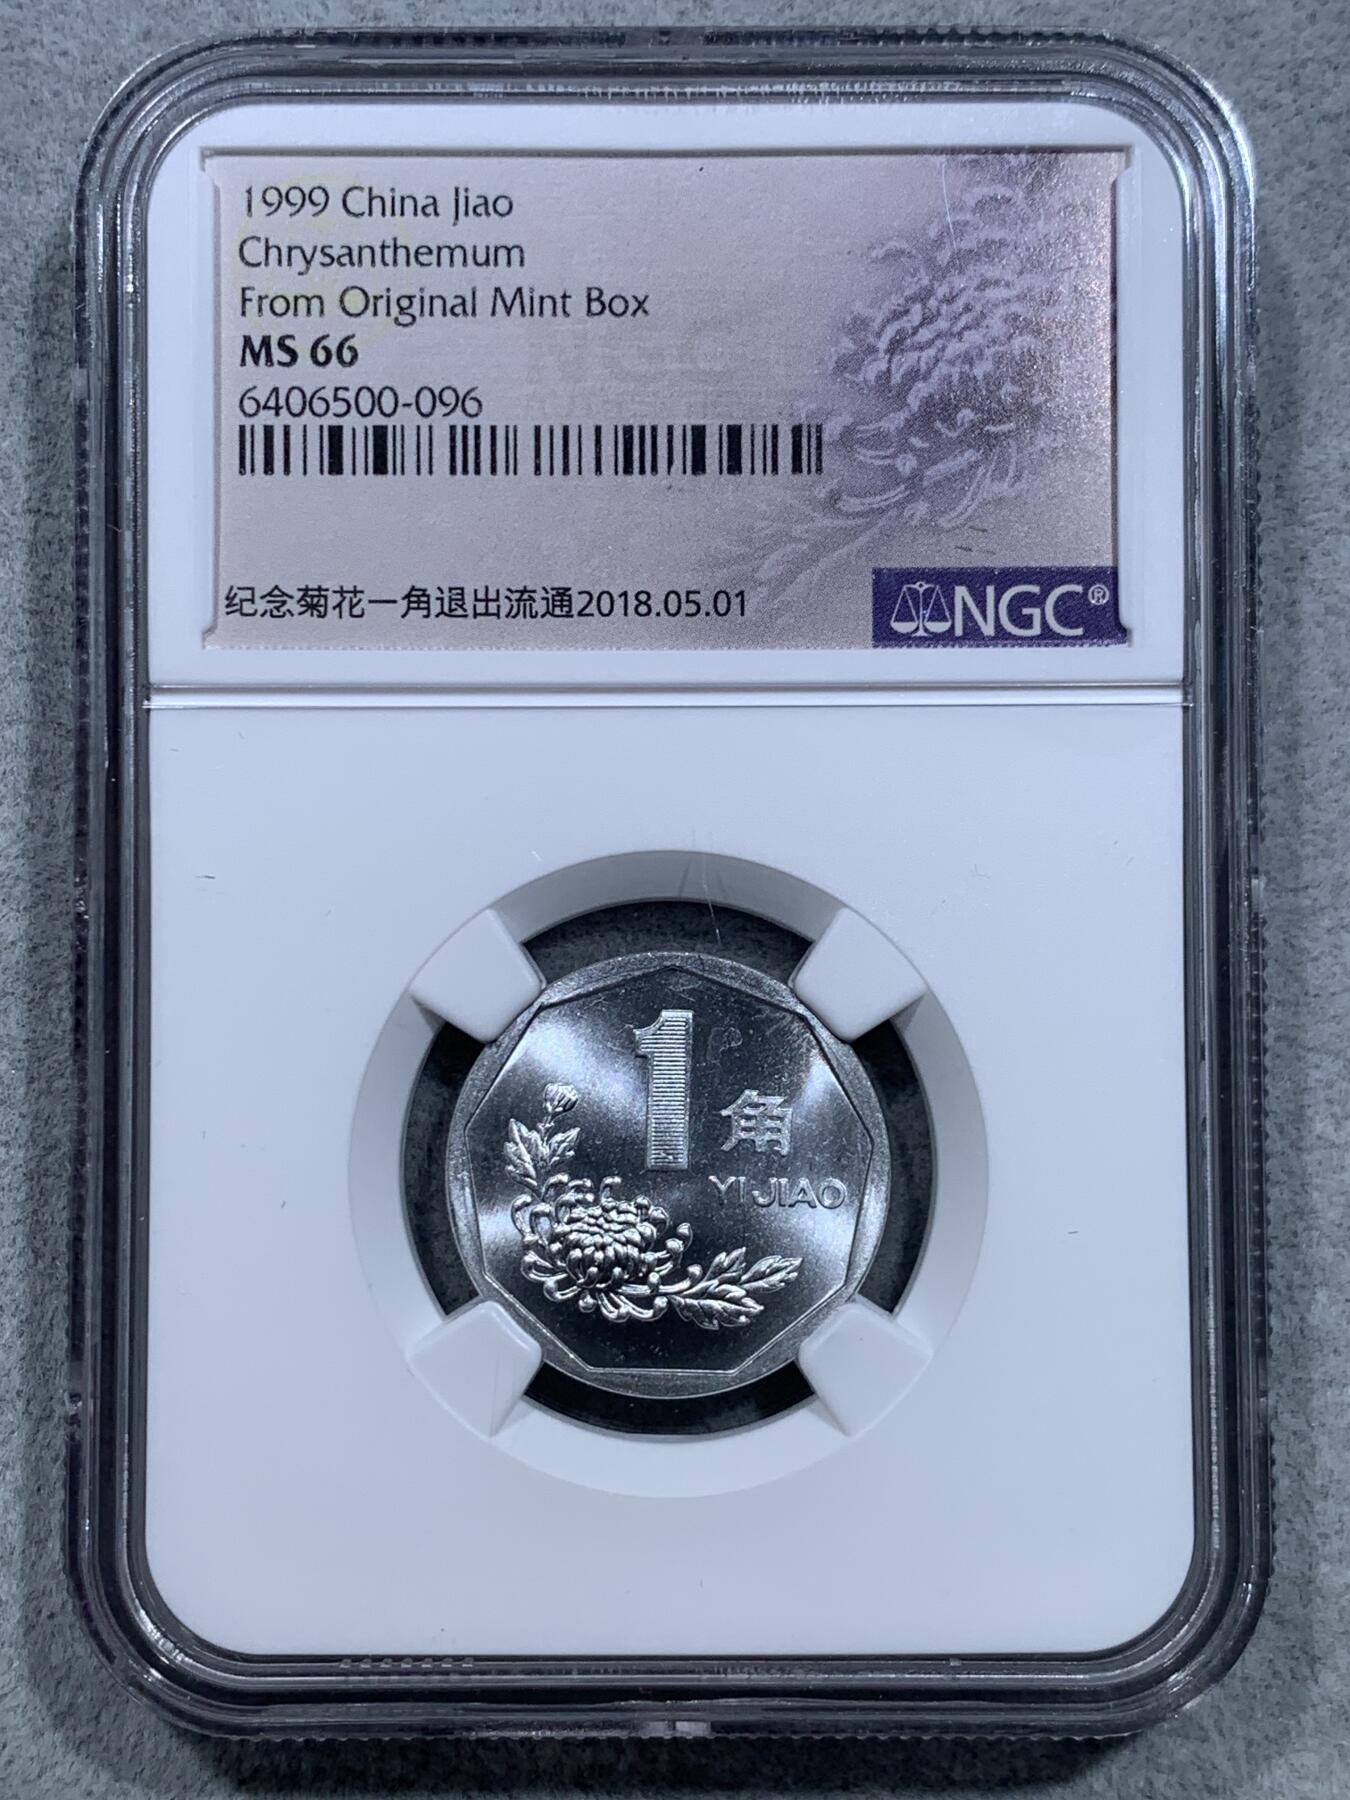 1999 China Jiao
Chrysanthemum
From Original Mint Box
MS 66
6406500-096
纪念菊花一角退出流通2018.05.01
NGC®
1
角
YI JIAO